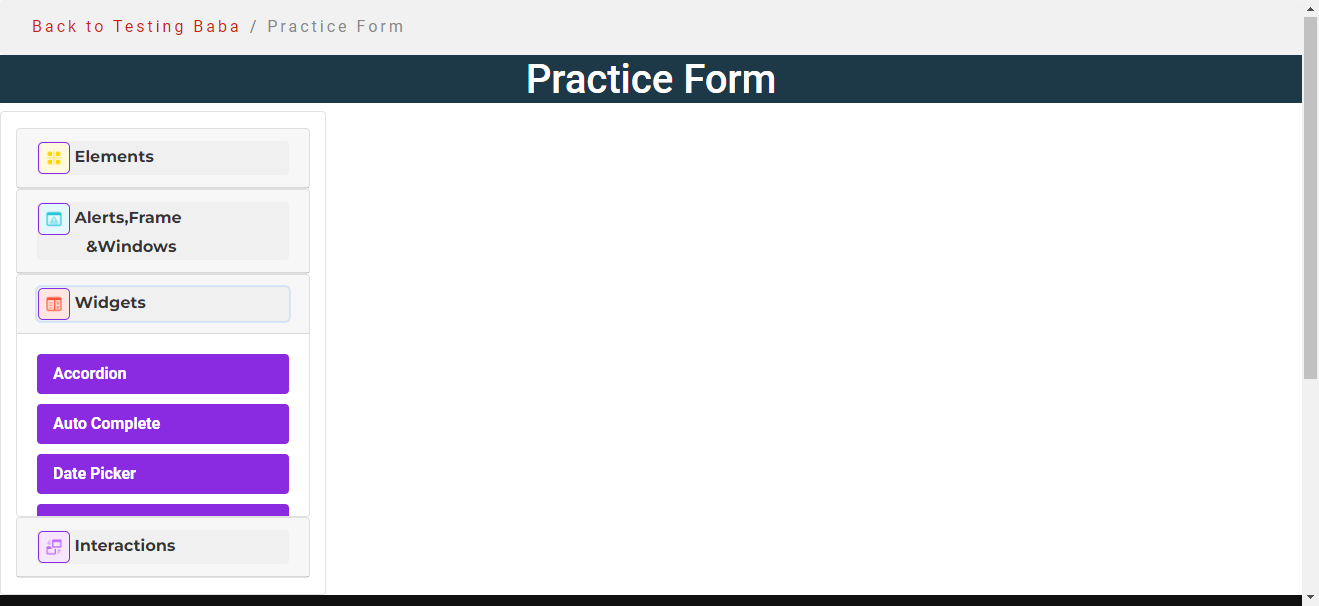 Back to Testing Baba / Practice Form
Practice Form
Elements
Alerts,Frame
&Windows
Widgets
Accordion
Auto Complete
Date Picker
Interactions